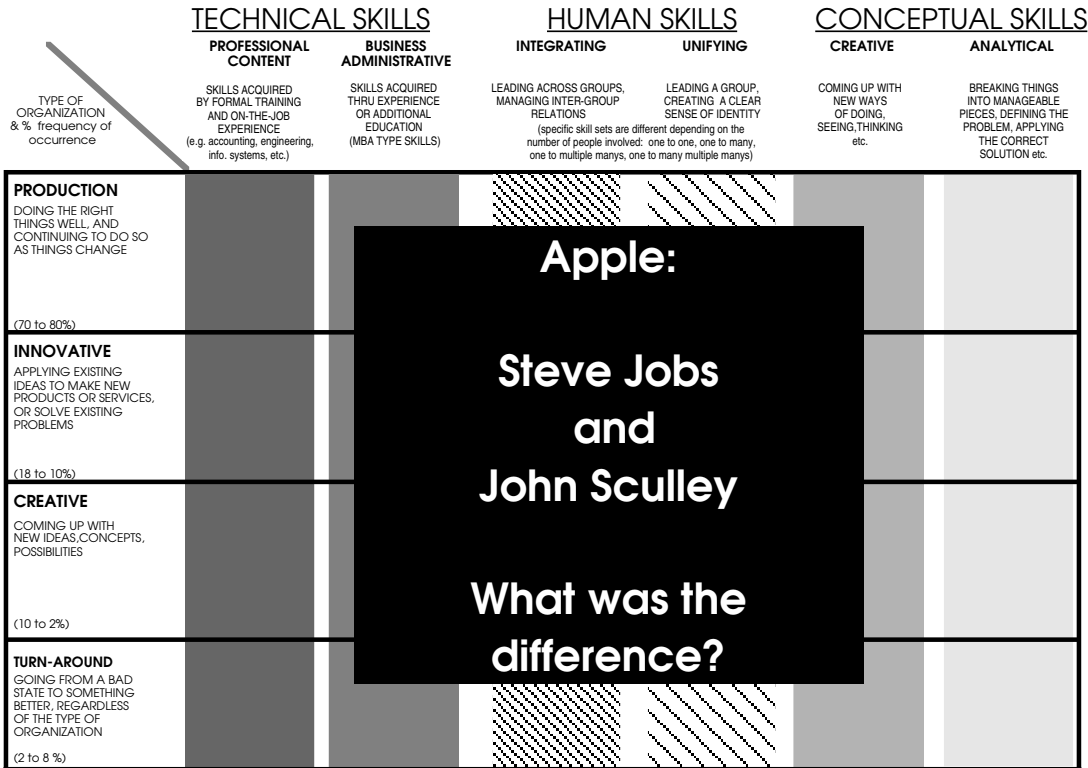 TECHNICAL SKILLS
HUMAN SKILLS
CONCEPTUAL SKILLS
PROFESSIONAL
CONTENT
BUSINESS
ADMINISTRATIVE
INTEGRATING
UNIFYING
CREATIVE
ANALYTICAL
TYPE OF
ORGANIZATION
& % frequency of
occurrence
SKILLS ACQUIRED
BY FORMAL TRAINING
AND ON-THE-JOB
EXPERIENCE
(e.g. accounting, engineering,
info. systems, etc.)
SKILLS ACQUIRED
THRU EXPERIENCE
OR ADDITIONAL
EDUCATION
(MBA TYPE SKILLS)
LEADING ACROSS GROUPS,
MANAGING INTER-GROUP
RELATIONS
LEADING A GROUP,
CREATING A CLEAR
SENSE OF IDENTITY
(specific skill sets are different depending on the
number of people involved: one to one, one to many,
one to multiple manys, one to many multiple manys)
COMING UP WITH
NEW WAYS
OF DOING,
SEEING,THINKING
etc.
BREAKING THINGS
INTO MANAGEABLE
PIECES, DEFINING THE
PROBLEM, APPLYING
THE CORRECT
SOLUTION etc.
PRODUCTION
DOING THE RIGHT
THINGS WELL, AND
CONTINUING TO DO SO
AS THINGS CHANGE
(70 to 80%)
INNOVATIVE
APPLYING EXISTING
IDEAS TO MAKE NEW
PRODUCTS OR SERVICES,
OR SOLVE EXISTING
PROBLEMS
(18 to 10%)
CREATIVE
COMING UP WITH
NEW IDEAS,CONCEPTS,
POSSIBILITIES
(10 to 2%)
TURN-AROUND
GOING FROM A BAD
STATE TO SOMETHING
BETTER, REGARDLESS
OF THE TYPE OF
ORGANIZATION
(2 to 8 %)
Apple:
Steve Jobs
and
John Sculley
What was the
difference?